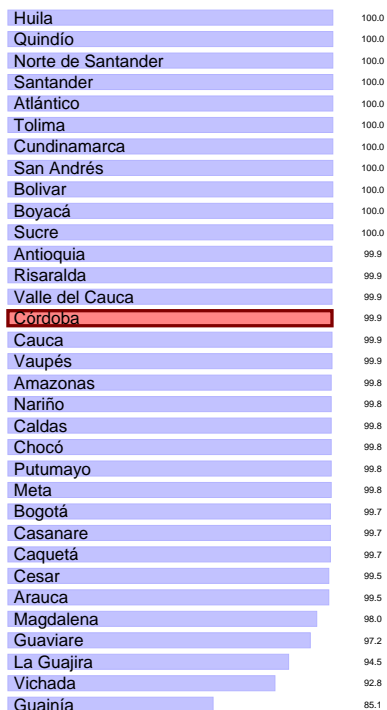 Huila 100.0
Quindío 100.0
Norte de Santander 100.0
Santander 100.0
Atlántico 100.0
Tolima 100.0
Cundinamarca 100.0
San Andrés 100.0
Bolivar 100.0
Boyacá 100.0
Sucre 100.0
Antioquia 99.9
Risaralda 99.9
Valle del Cauca 99.9
Córdoba 99.9
Cauca 99.9
Vaupés 99.9
Amazonas 99.8
Nariño 99.8
Caldas 99.8
Chocó 99.8
Putumayo 99.8
Meta 99.8
Bogotá 99.7
Casanare 99.7
Caquetá 99.7
Cesar 99.5
Arauca 99.5
Magdalena 98.0
Guaviare 97.2
La Guajira 94.5
Vichada 92.8
Guainía 85.1